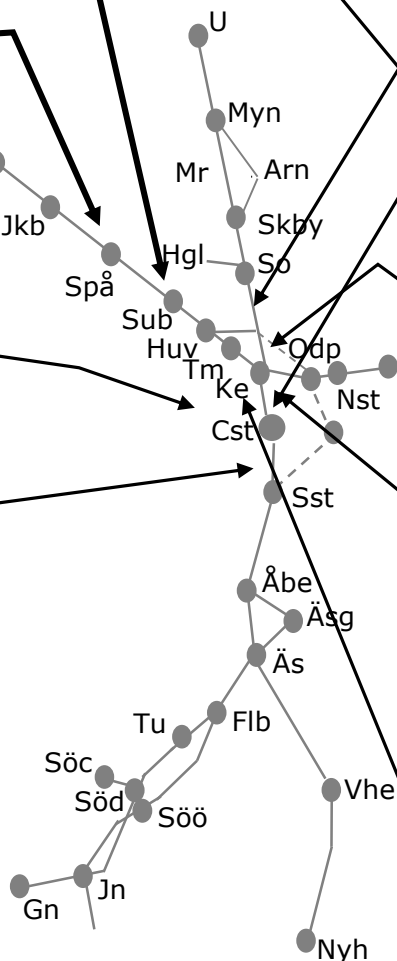 U
Myn
Mr
Arn
Skby
Jkb
Hgl
So
Spå
Sub
Huv
Odp
Tm
Ke
Nst
Cst
Sst
Åbe
Äsg
Äs
Flb
Tu
Söc
Vhe
Söd
Söö
Jn
Gn
Nyh